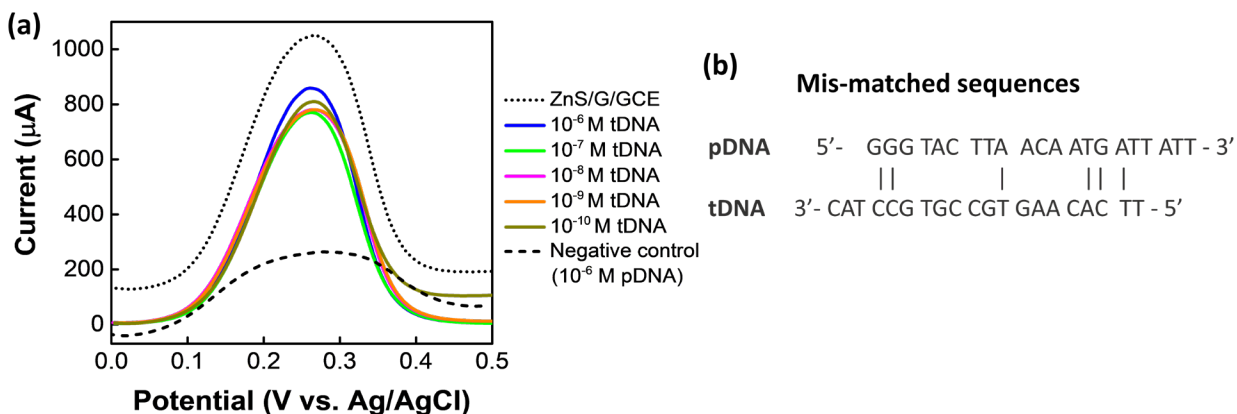 (a)
1000
800
600
400
200
0
Current (µA)
0.0 0.1 0.2 0.3 0.4 0.5
Potential (V vs. Ag/AgCl)
ZnS/G/GCE
10⁻⁶ M tDNA
10⁻⁷ M tDNA
10⁻⁸ M tDNA
10⁻⁹ M tDNA
10⁻¹⁰ M tDNA
Negative control
(10⁻⁶ M pDNA)
(b)
Mis-matched sequences
pDNA 5’- GGG TAC TTA ACA ATG ATT ATT - 3’
tDNA 3’- CAT CCG TGC CGT GAA CAC TT - 5’